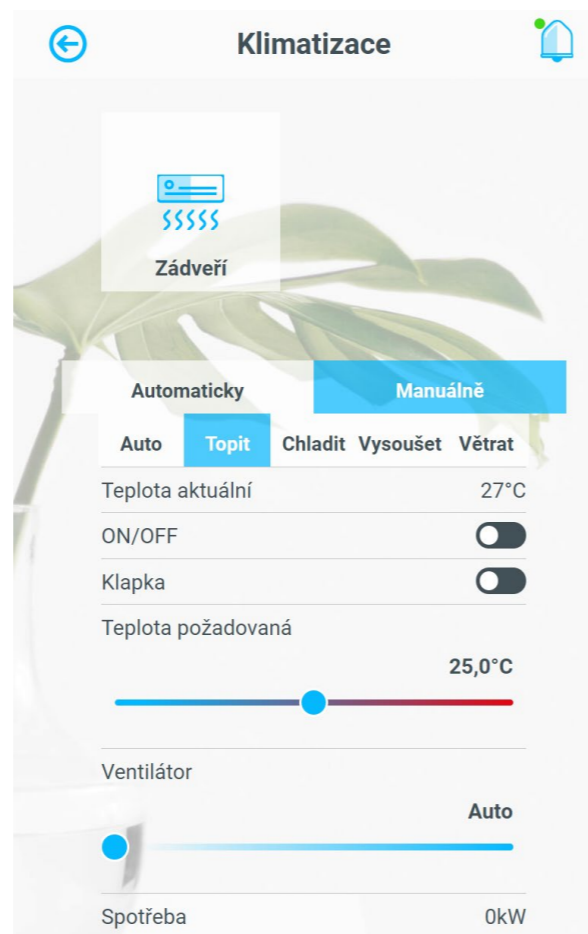 Klimatizace
Zádveří
Automaticky Manuálně
Auto Topit Chladit Vysoušet Větrat
Teplota aktuální 27°C
ON/OFF
Klapka
Teplota požadovaná
25,0°C
Ventilátor
Auto
Spotřeba 0kW